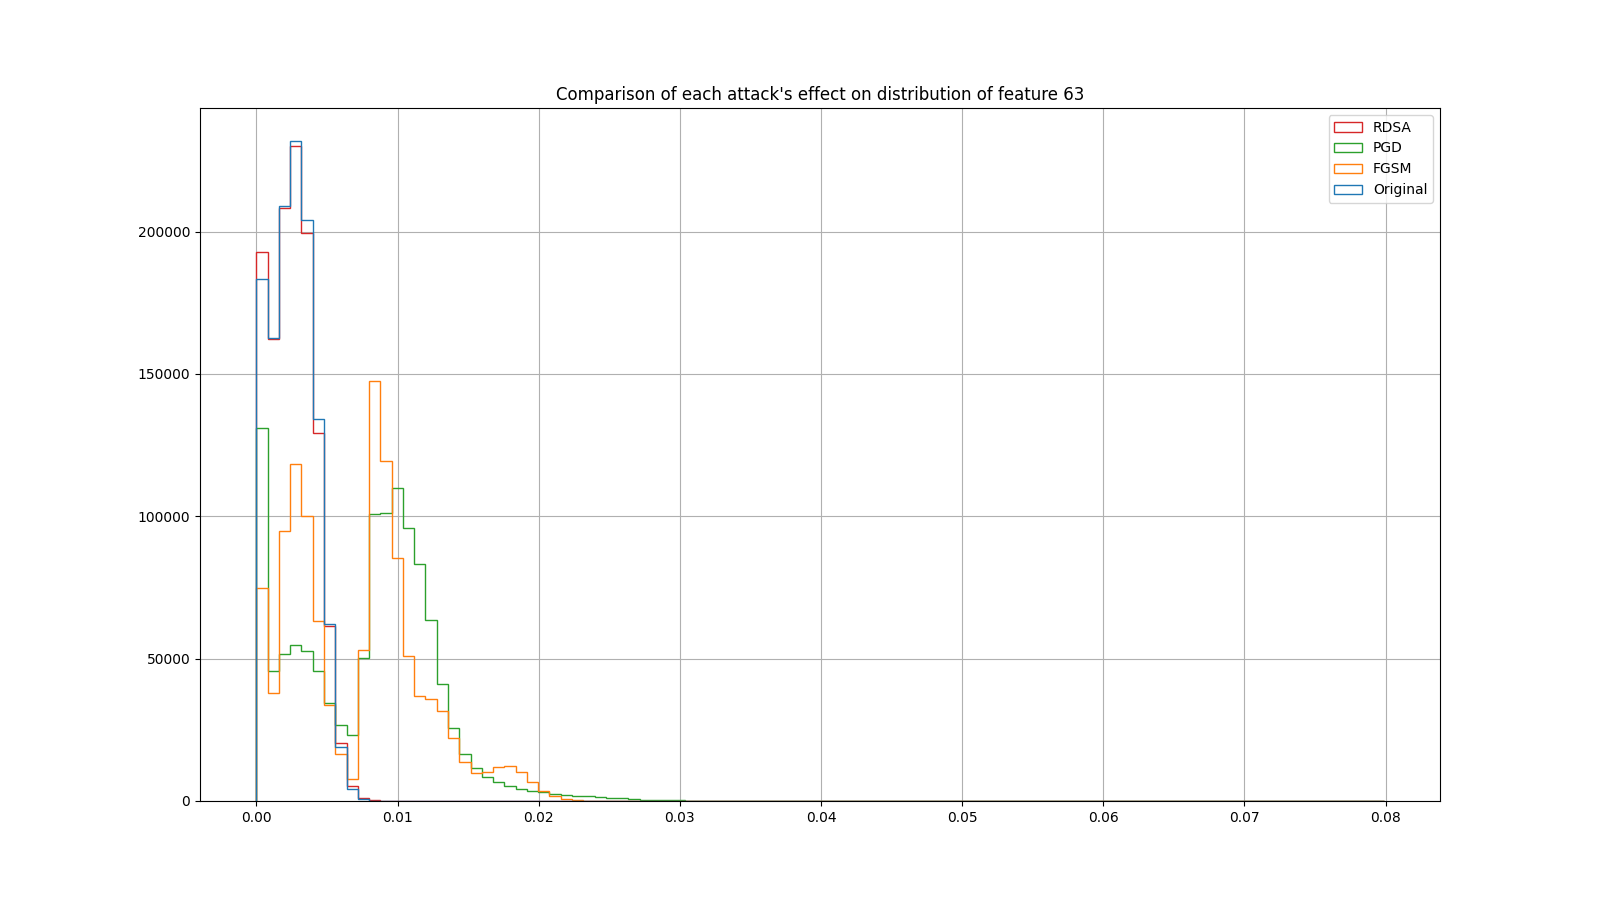 Comparison of each attack's effect on distribution of feature 63
RDSA
PGD
FGSM
Original
200000
150000
100000
50000
0
0.00 0.01 0.02 0.03 0.04 0.05 0.06 0.07 0.08